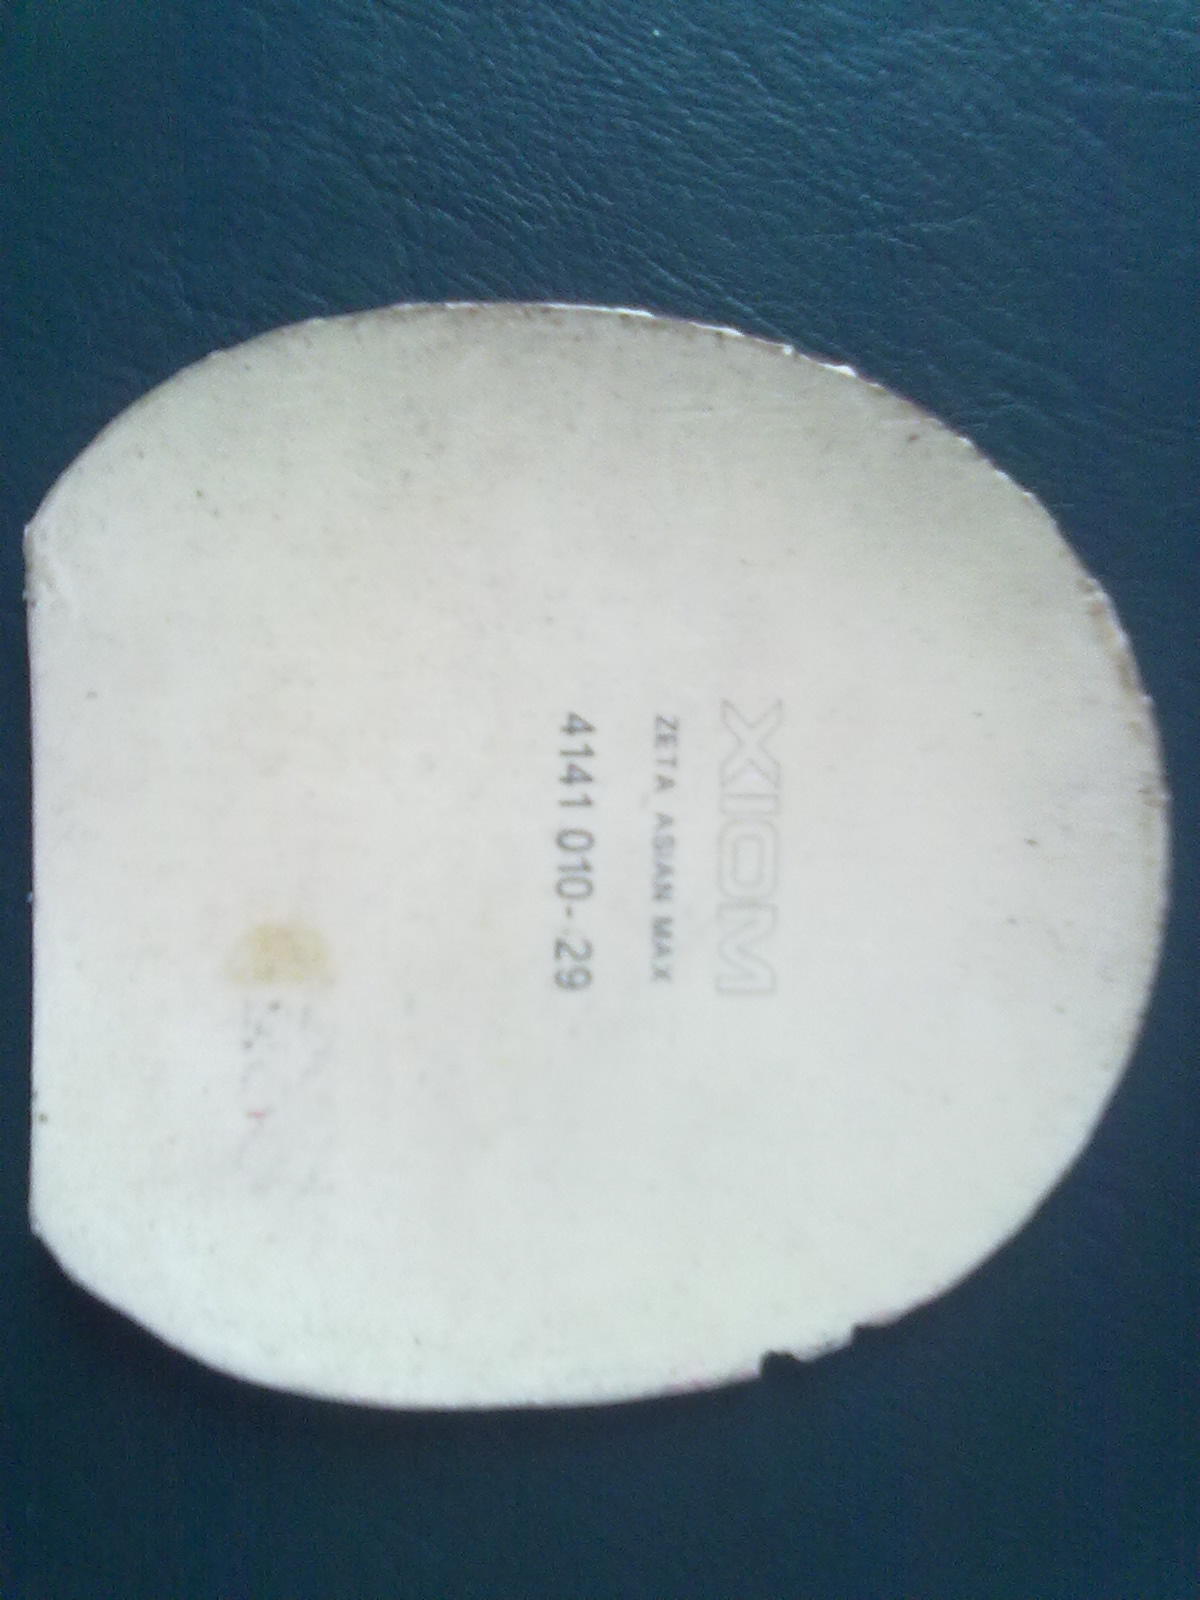 XIOM
ZETA ASIAN MAX
4141 010-29